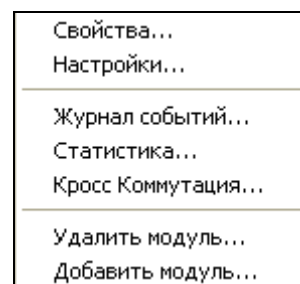 Свойства...
Настройки...
Журнал событий...
Статистика...
Кросс Коммутация...
Удалить модуль...
Добавить модуль...